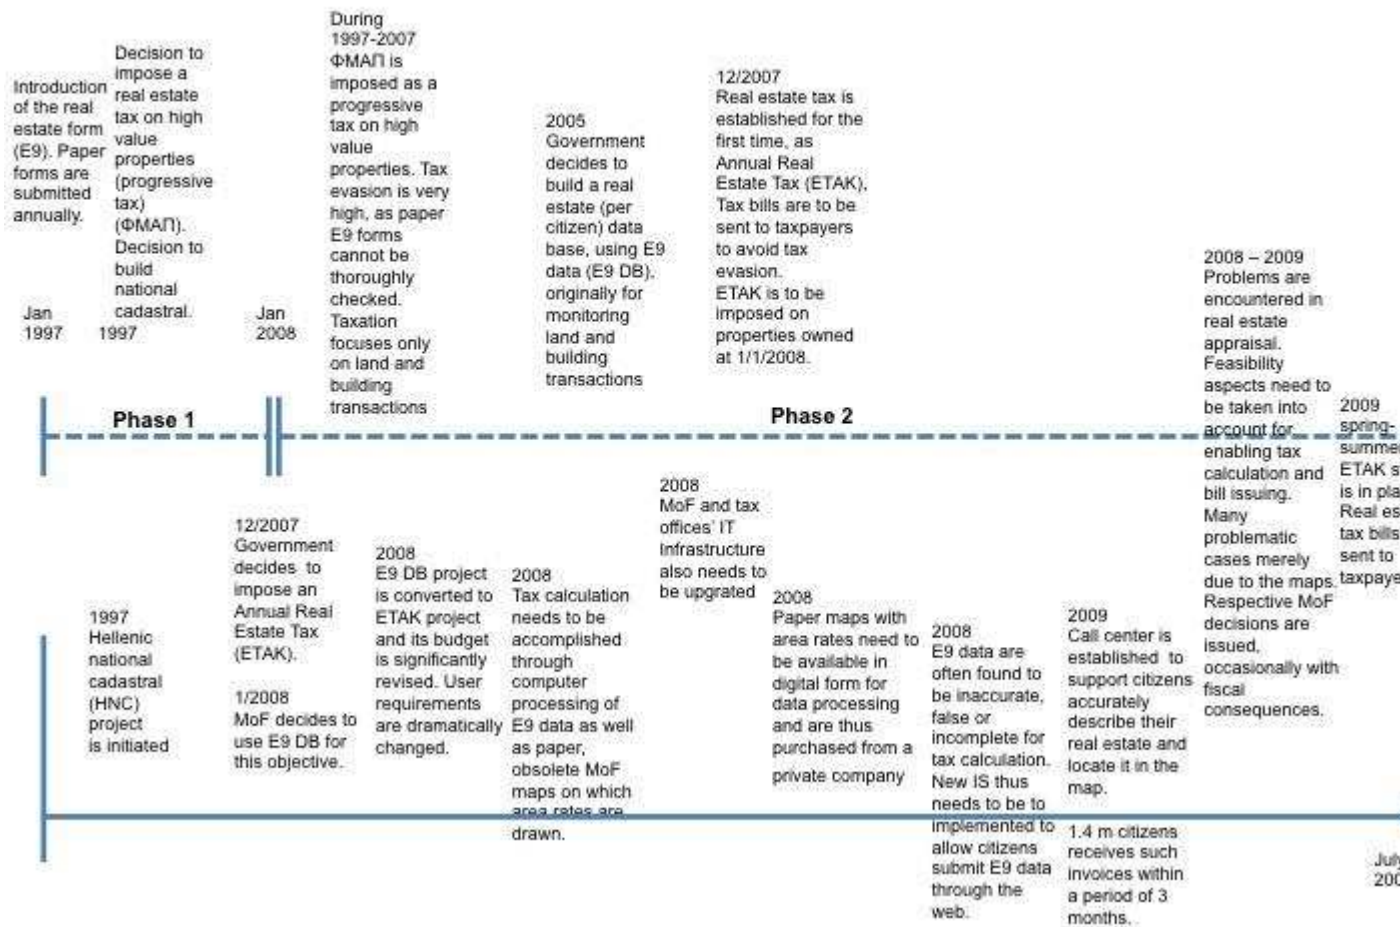 Introduction
of the real
estate form
(E9). Paper
forms are
submitted
annually.
Jan
1997
Decision to
impose a
real estate
tax on high
value
properties
(progressive
tax)
(ΦΜΑΠ).
Decision to
build
national
cadastral.
1997
Jan
2008
During
1997-2007
ΦΜΑΠ is
imposed as a
progressive
tax on high
value
properties. Tax
evasion is very
high, as paper
E9 forms
cannot be
thoroughly
checked.
Taxation
focuses only
on land and
building
transactions
2005
Government
decides to
build a real
estate (per
citizen) data
base, using E9
data (E9 DB),
originally for
monitoring
land and
building
transactions
12/2007
Real estate tax is
established for the
first time, as
Annual Real
Estate Tax (ETAK),
Tax bills are to be
sent to taxpayers
to avoid tax
evasion.
ETAK is to be
imposed on
properties owned
at 1/1/2008.
2008 – 2009
Problems are
encountered in
real estate
appraisal.
Feasibility
aspects need to
be taken into
account for
enabling tax
calculation and
bill issuing.
Many
problematic
cases merely
due to the maps.
Respective MoF
decisions are
issued,
occasionally with
fiscal
consequences.
2009
spring-
summe
ETAK s
is in pla
Real es
tax bills
sent to
taxpaye
Phase 1
Phase 2
1997
Hellenic
national
cadastral
(HNC)
project
is initiated
12/2007
Government
decides to
impose an
Annual Real
Estate Tax
(ETAK).
1/2008
MoF decides to
use E9 DB for
this objective.
2008
E9 DB project
is converted to
ETAK project
and its budget
is significantly
revised. User
requirements
are dramatically
changed.
2008
Tax calculation
needs to be
accomplished
through
computer
processing of
E9 data as well
as paper,
obsolete MoF
maps on which
area rates are
drawn.
2008
MoF and tax
offices' IT
Infrastructure
also needs to
be upgrated
2008
Paper maps with
area rates need to
be available in
digital form for
data processing
and are thus
purchased from a
private company
2008
E9 data are
often found to
be inaccurate,
false or
incomplete for
tax calculation.
New IS thus
needs to be to
implemented to
allow citizens
submit E9 data
through the
web.
2009
Call center is
established to
support citizens
accurately
describe their
real estate and
locate it in the
map.
1.4 m citizens
receives such
invoices within
a period of 3
months.
July
200